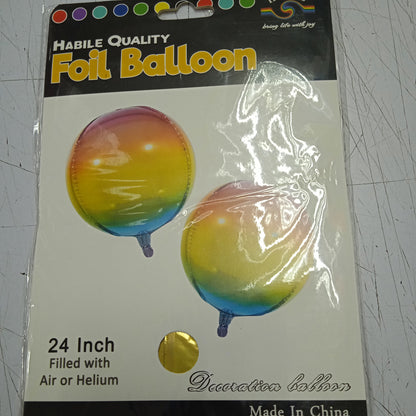 bring life with joy
HABILE QUALITY
Foil Balloon
24 Inch
Filled with
Air or Helium
Decoration balloon
Made In China